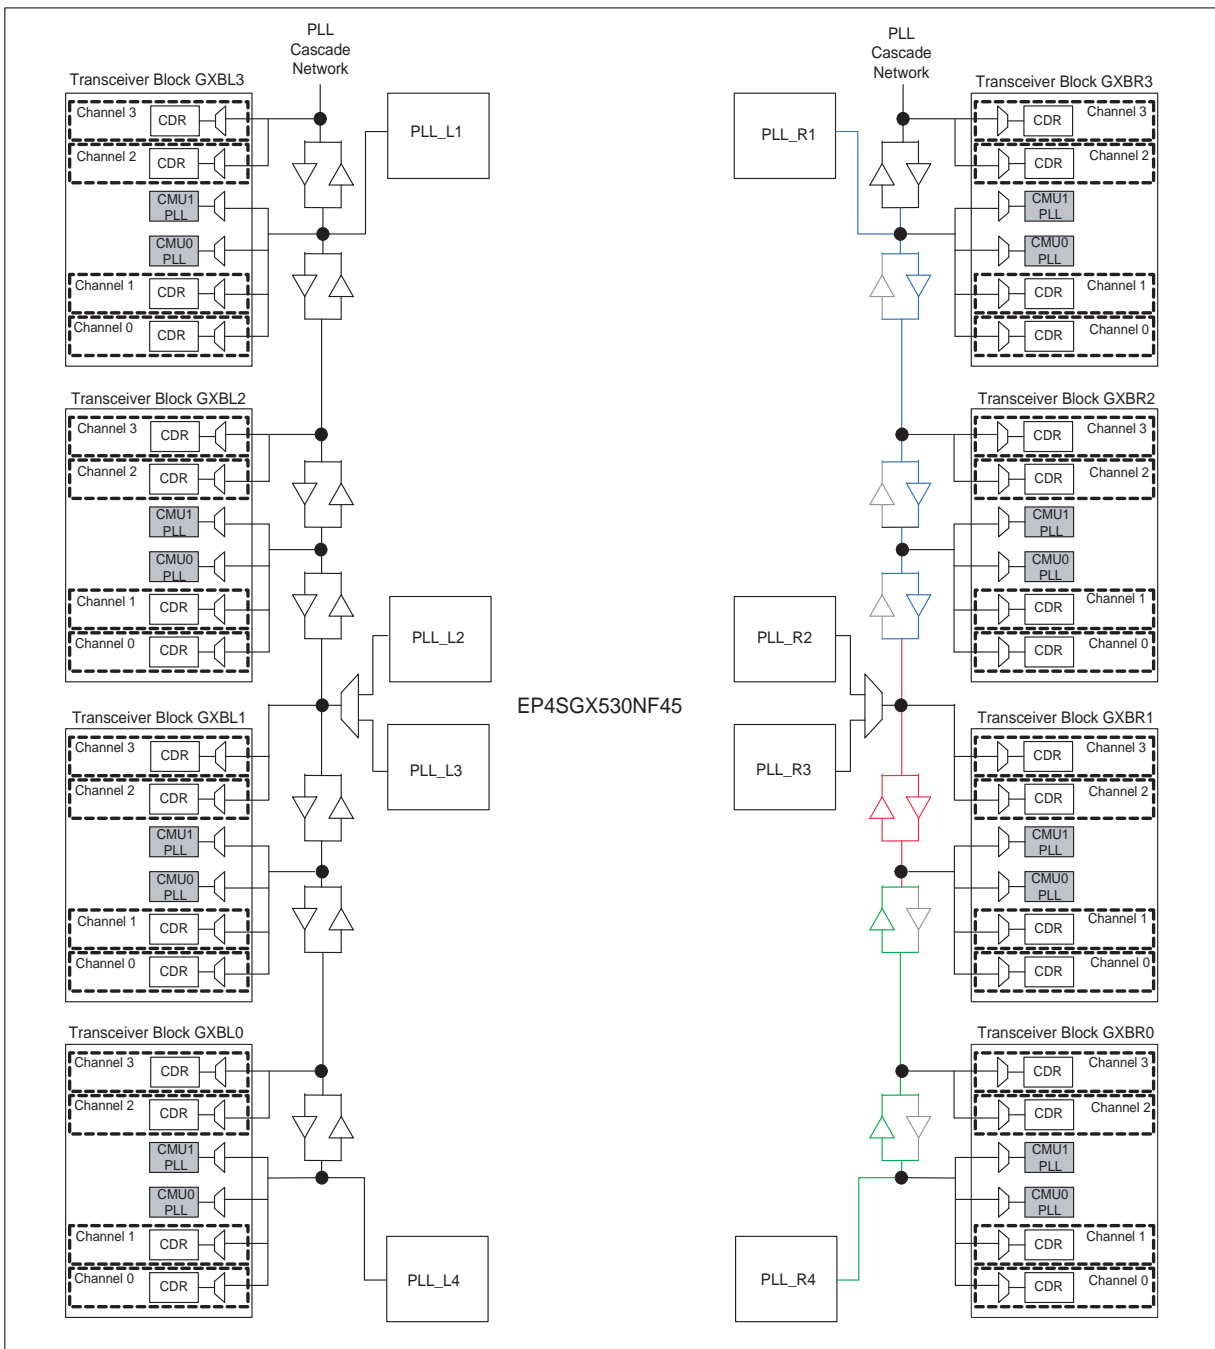 PLL
Cascade
Network
Transceiver Block GXBL3
Channel 3
CDR
Channel 2
CDR
CMU1
PLL
CMU0
PLL
Channel 1
CDR
Channel 0
CDR
PLL_L1
Transceiver Block GXBL2
Channel 3
CDR
Channel 2
CDR
CMU1
PLL
CMU0
PLL
Channel 1
CDR
Channel 0
CDR
PLL_L2
Transceiver Block GXBL1
Channel 3
CDR
Channel 2
CDR
CMU1
PLL
CMU0
PLL
Channel 1
CDR
Channel 0
CDR
PLL_L3
Transceiver Block GXBL0
Channel 3
CDR
Channel 2
CDR
CMU1
PLL
CMU0
PLL
Channel 1
CDR
Channel 0
CDR
PLL_L4
EP4SGX530NF45
PLL
Cascade
Network
PLL_R1
Transceiver Block GXBR3
CDR
Channel 3
CDR
Channel 2
CMU1
PLL
CMU0
PLL
CDR
Channel 1
CDR
Channel 0
PLL_R2
Transceiver Block GXBR2
CDR
Channel 3
CDR
Channel 2
CMU1
PLL
CMU0
PLL
CDR
Channel 1
CDR
Channel 0
PLL_R3
Transceiver Block GXBR1
CDR
Channel 3
CDR
Channel 2
CMU1
PLL
CMU0
PLL
CDR
Channel 1
CDR
Channel 0
PLL_R4
Transceiver Block GXBR0
CDR
Channel 3
CDR
Channel 2
CMU1
PLL
CMU0
PLL
CDR
Channel 1
CDR
Channel 0